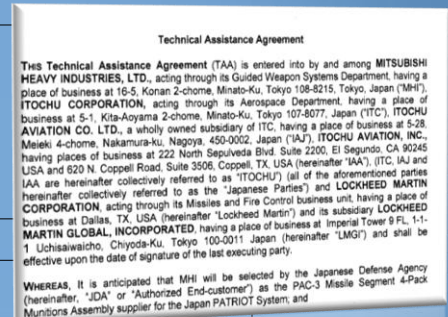 Technical Assistance Agreement
THIS Technical Assistance Agreement (TAA) is entered into by and among MITSUBISHI
HEAVY INDUSTRIES, LTD., acting through its Guided Weapon Systems Department, having a
place of business at 16-5, Konan 2-chome, Minato-Ku, Tokyo 108-8215, Tokyo, Japan ("MHI"),
ITOCHU CORPORATION, acting through its Aerospace Department, having a place of
business at 5-1, Kita-Aoyama 2-chome, Minato-Ku, Tokyo 107-8077, Japan ("ITC"), ITOCHU
AVIATION CO. LTD., a wholly owned subsidiary of ITC, having a place of business at 5-28,
Meieki 4-chome, Nakamura-ku, Nagoya, 450-0002, Japan ("IAJ"), ITOCHU AVIATION, INC.,
having places of business at 222 North Sepulveda Blvd. Suite 2200, El Segundo, CA 90245
USA and 620 N. Coppell Road, Suite 3506, Coppell, TX, USA (hereinafter "IAA"), (ITC, IAJ and
IAA are hereinafter collectively referred to as "ITOCHU") (all of the aforementioned parties
hereinafter collectively referred to as the "Japanese Parties") and LOCKHEED MARTIN
CORPORATION, acting through its Missiles and Fire Control business unit, having a place of
business at Dallas, TX, USA (hereinafter "Lockheed Martin") and its subsidiary LOCKHEED
MARTIN GLOBAL, INCORPORATED, having a place of business at Imperial Tower 9 FL, 1-1-
1 Uchisaiwaicho, Chiyoda-Ku, Tokyo 100-0011 Japan (hereinafter "LMGI") and shall be
effective upon the date of signature of the last executing party.
WHEREAS, It is anticipated that MHI will be selected by the Japanese Defense Agency
(hereinafter, "JDA" or "Authorized End-customer") as the PAC-3 Missile Segment 4-Pack
Munitions Assembly supplier for the Japan PATRIOT System; and